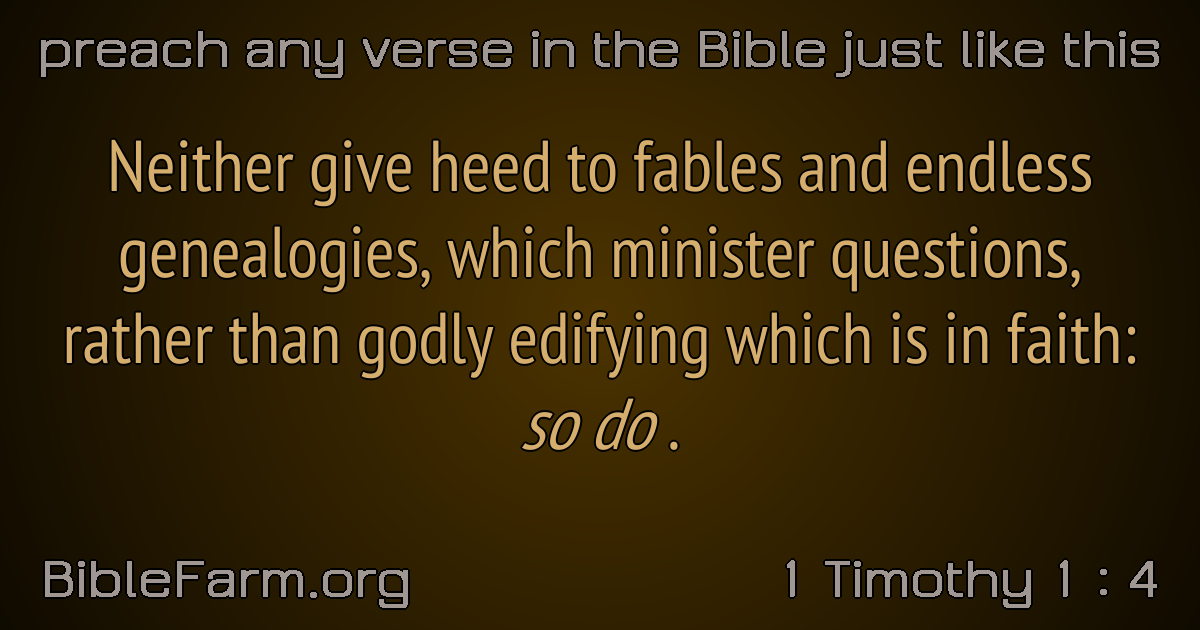 preach any verse in the Bible just like this
Neither give heed to fables and endless
genealogies, which minister questions,
rather than godly edifying which is in faith:
so do .
BibleFarm.org
1 Timothy 1 : 4